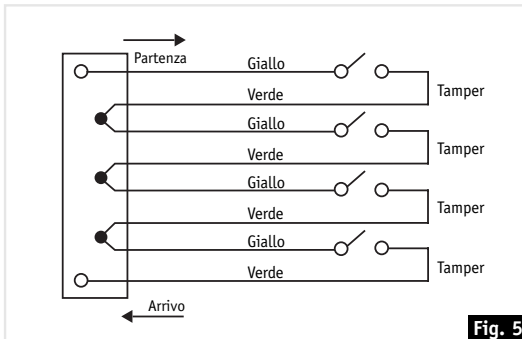 Partenza
Giallo
Verde
Tamper
Giallo
Verde
Tamper
Giallo
Verde
Tamper
Giallo
Verde
Tamper
Arrivo
Fig. 5